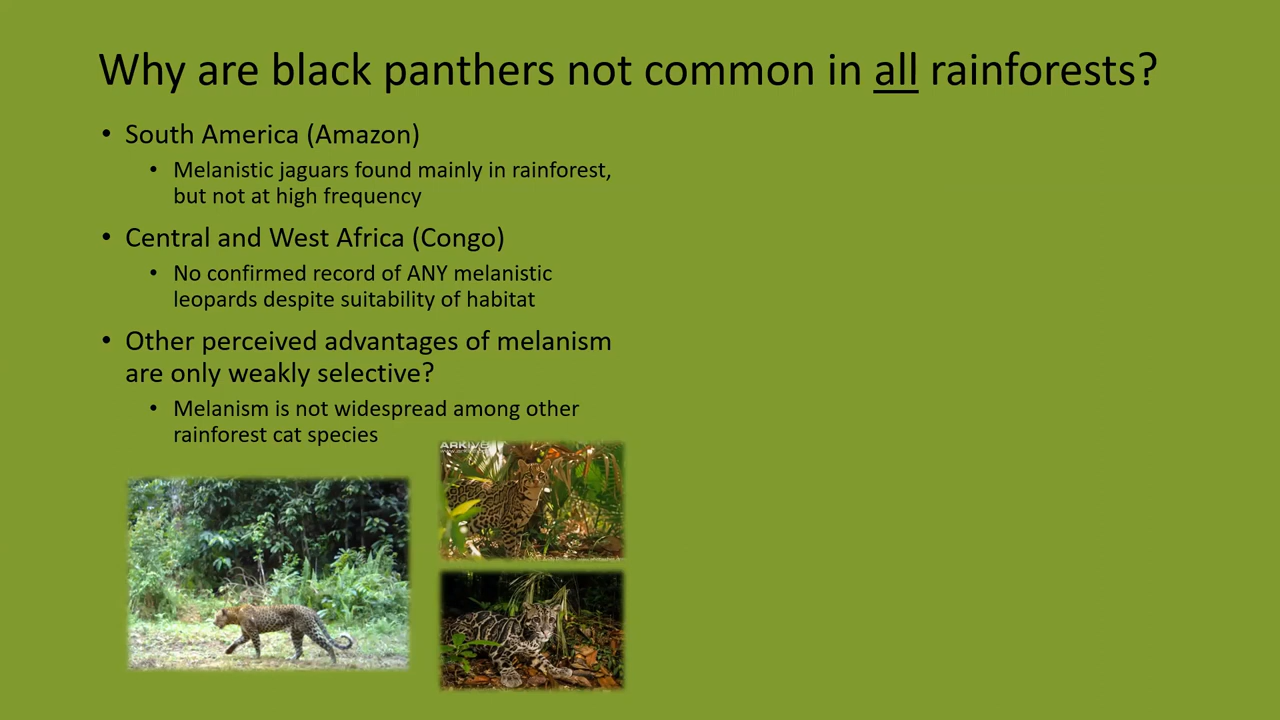 Why are black panthers not common in all rainforests?
• South America (Amazon)
• Melanistic jaguars found mainly in rainforest,
but not at high frequency
• Central and West Africa (Congo)
• No confirmed record of ANY melanistic
leopards despite suitability of habitat
• Other perceived advantages of melanism
are only weakly selective?
• Melanism is not widespread among other
rainforest cat species
ARKIVE